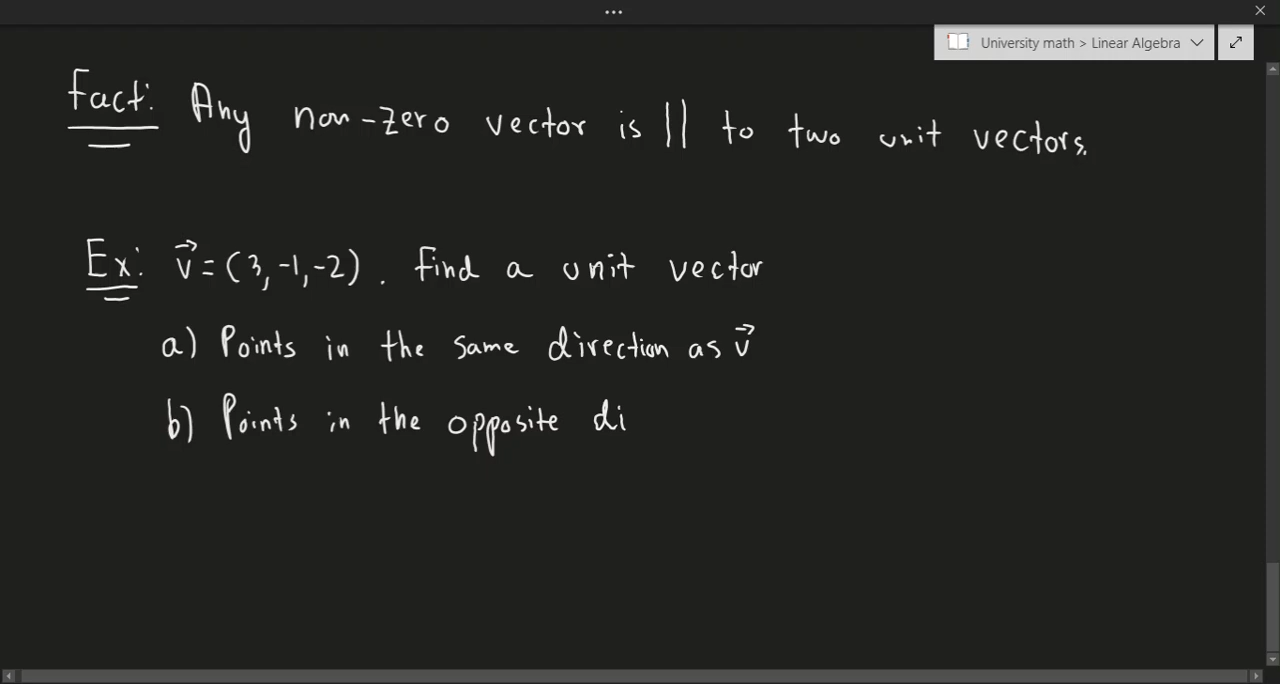 ...
University math > Linear Algebra
Fact: Any non-zero vector is || to two unit vectors.
Ex: v⃗ = (3, -1, -2). Find a unit vector
a) Points in the same direction as v⃗
b) Points in the opposite di